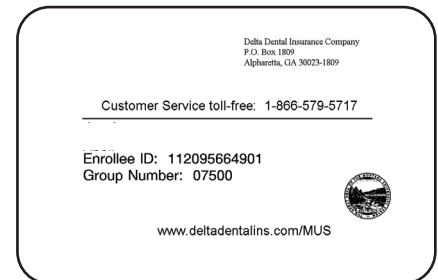 Delta Dental Insurance Company
P.O. Box 1809
Alpharetta, GA 30023-1809
Customer Service toll-free: 1-866-579-5717
Enrollee ID: 112095664901
Group Number: 07500
www.deltadentalins.com/MUS